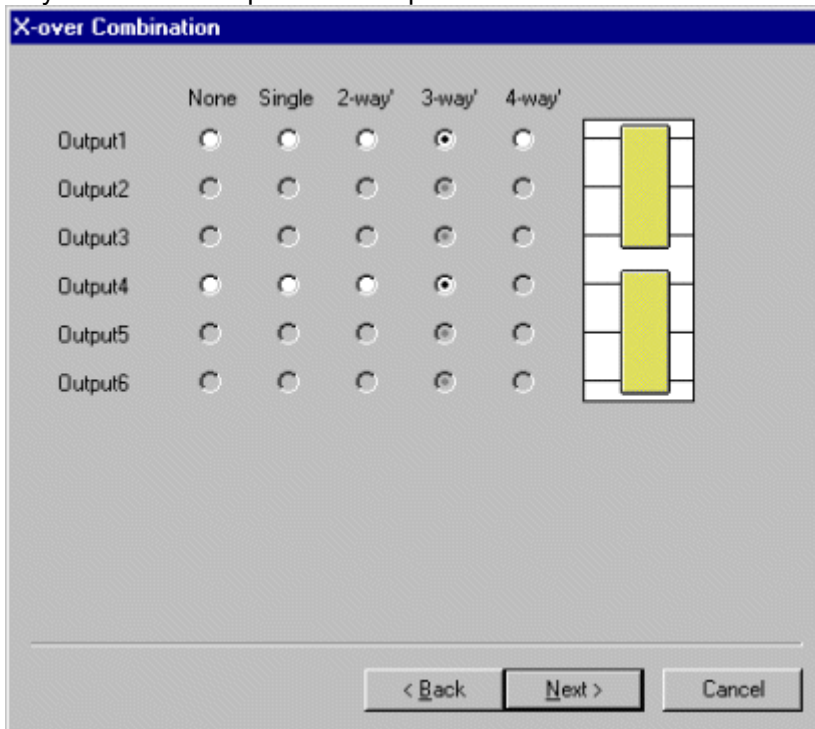 X-over Combination
None Single 2-way' 3-way' 4-way'
Output1
Output2
Output3
Output4
Output5
Output6
< Back Next > Cancel